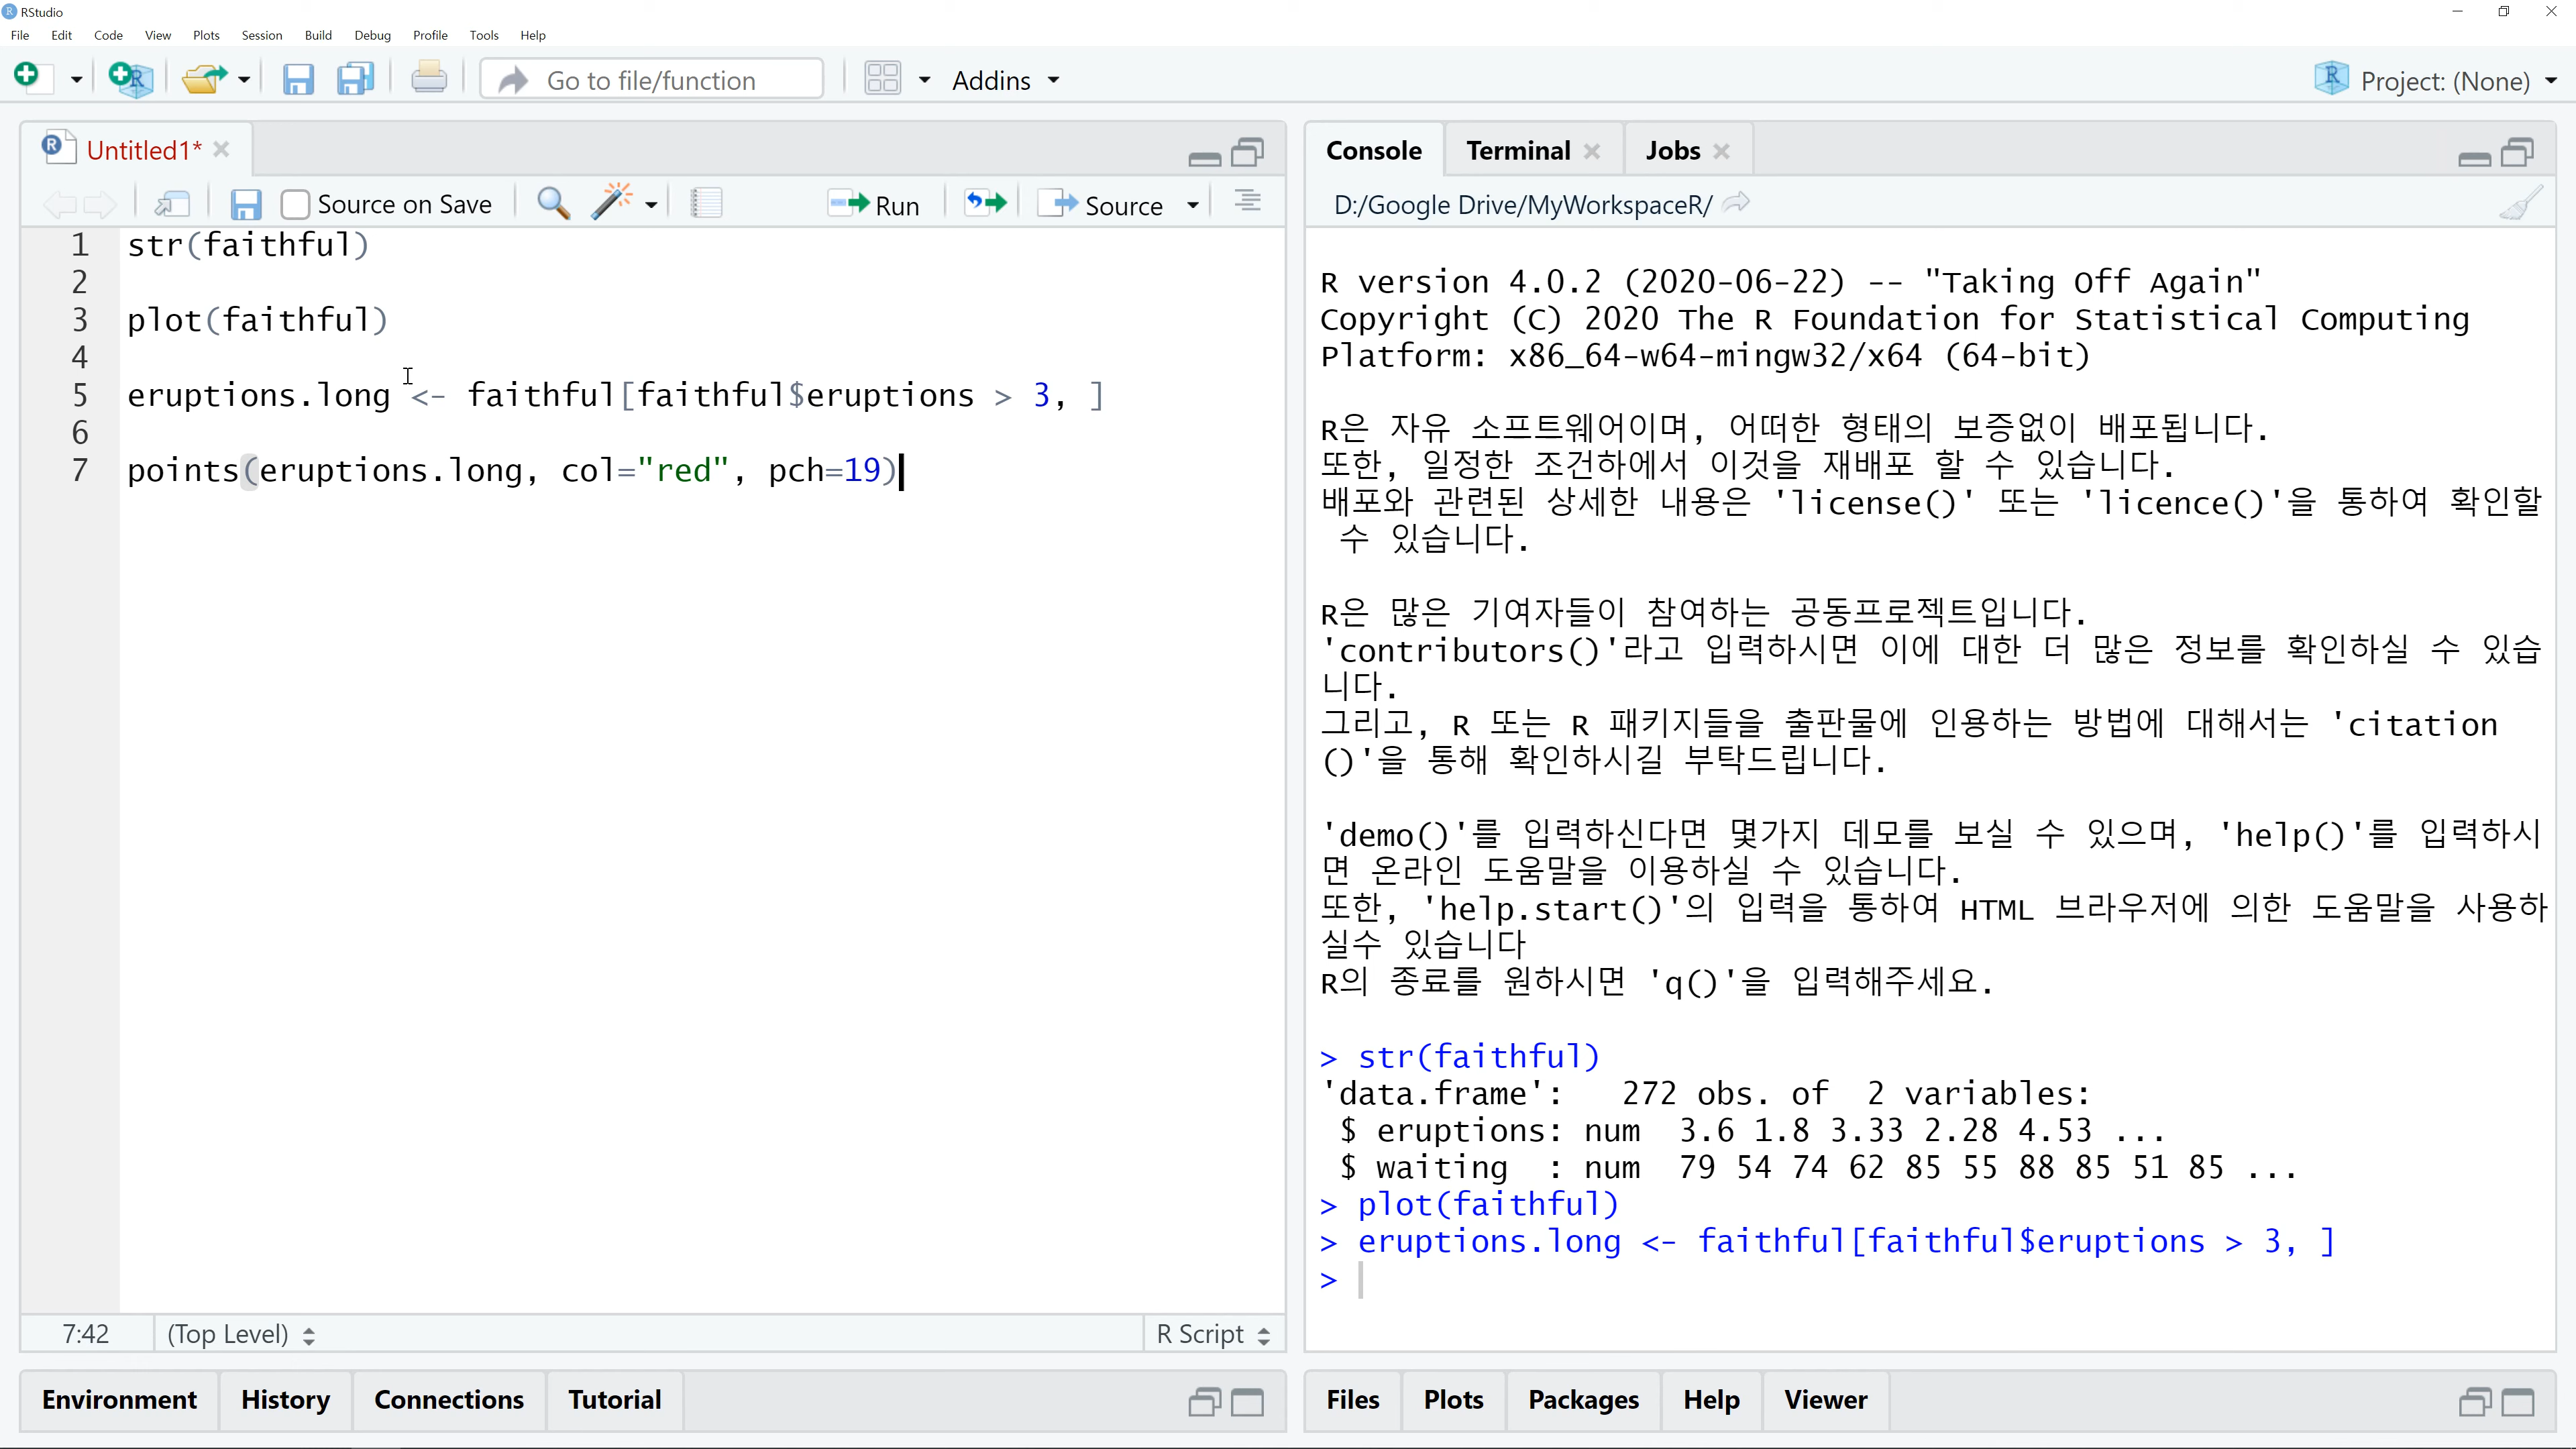 RStudio
File Edit Code View Plots Session Build Debug Profile Tools Help
Go to file/function Addins Project: (None)
Untitled1*
Source on Save Run Source
1 str(faithful)
2
3 plot(faithful)
4
5 eruptions.long <- faithful[faithful$eruptions > 3, ]
6
7 points(eruptions.long, col="red", pch=19)
7:42 (Top Level) R Script
Environment History Connections Tutorial
Console Terminal Jobs
D:/Google Drive/MyWorkspaceR/
R version 4.0.2 (2020-06-22) -- "Taking Off Again"
Copyright (C) 2020 The R Foundation for Statistical Computing
Platform: x86_64-w64-mingw32/x64 (64-bit)
R은 자유 소프트웨어이며, 어떠한 형태의 보증없이 배포됩니다.
또한, 일정한 조건하에서 이것을 재배포 할 수 있습니다.
배포와 관련된 상세한 내용은 'license()' 또는 'licence()'을 통하여 확인할
수 있습니다.
R은 많은 기여자들이 참여하는 공동프로젝트입니다.
'contributors()'라고 입력하시면 이에 대한 더 많은 정보를 확인하실 수 있습
니다.
그리고, R 또는 R 패키지들을 출판물에 인용하는 방법에 대해서는 'citation
()'을 통해 확인하시길 부탁드립니다.
'demo()'를 입력하신다면 몇가지 데모를 보실 수 있으며, 'help()'를 입력하시
면 온라인 도움말을 이용하실 수 있습니다.
또한, 'help.start()'의 입력을 통하여 HTML 브라우저에 의한 도움말을 사용하
실수 있습니다
R의 종료를 원하시면 'q()'을 입력해주세요.
> str(faithful)
'data.frame': 272 obs. of 2 variables:
$ eruptions: num 3.6 1.8 3.33 2.28 4.53 ...
$ waiting : num 79 54 74 62 85 55 88 85 51 85 ...
> plot(faithful)
> eruptions.long <- faithful[faithful$eruptions > 3, ]
>
Files Plots Packages Help Viewer